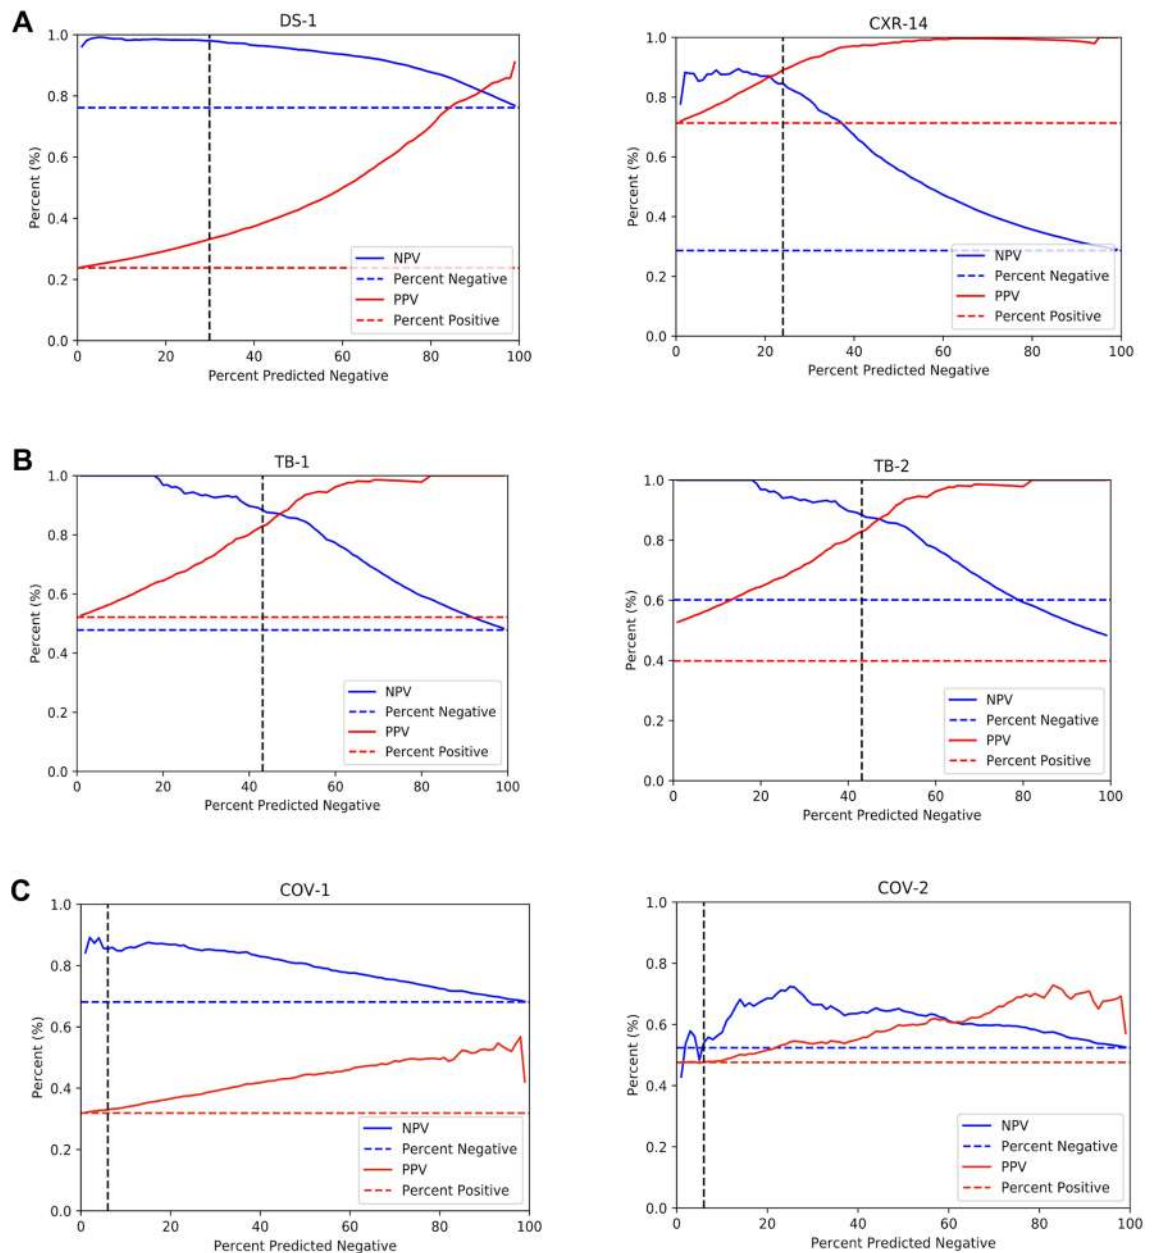 A
DS-1
Percent (%)
1.0
0.8
0.6
0.4
0.2
0.0
NPV
Percent Negative
PPV
Percent Positive
0 20 40 60 80 100
Percent Predicted Negative
CXR-14
Percent (%)
1.0
0.8
0.6
0.4
0.2
0.0
NPV
Percent Negative
PPV
Percent Positive
0 20 40 60 80 100
Percent Predicted Negative
B
TB-1
Percent (%)
1.0
0.8
0.6
0.4
0.2
0.0
NPV
Percent Negative
PPV
Percent Positive
0 20 40 60 80 100
Percent Predicted Negative
TB-2
Percent (%)
1.0
0.8
0.6
0.4
0.2
0.0
NPV
Percent Negative
PPV
Percent Positive
0 20 40 60 80 100
Percent Predicted Negative
C
COV-1
Percent (%)
1.0
0.8
0.6
0.4
0.2
0.0
NPV
Percent Negative
PPV
Percent Positive
0 20 40 60 80 100
Percent Predicted Negative
COV-2
Percent (%)
1.0
0.8
0.6
0.4
0.2
0.0
NPV
Percent Negative
PPV
Percent Positive
0 20 40 60 80 100
Percent Predicted Negative